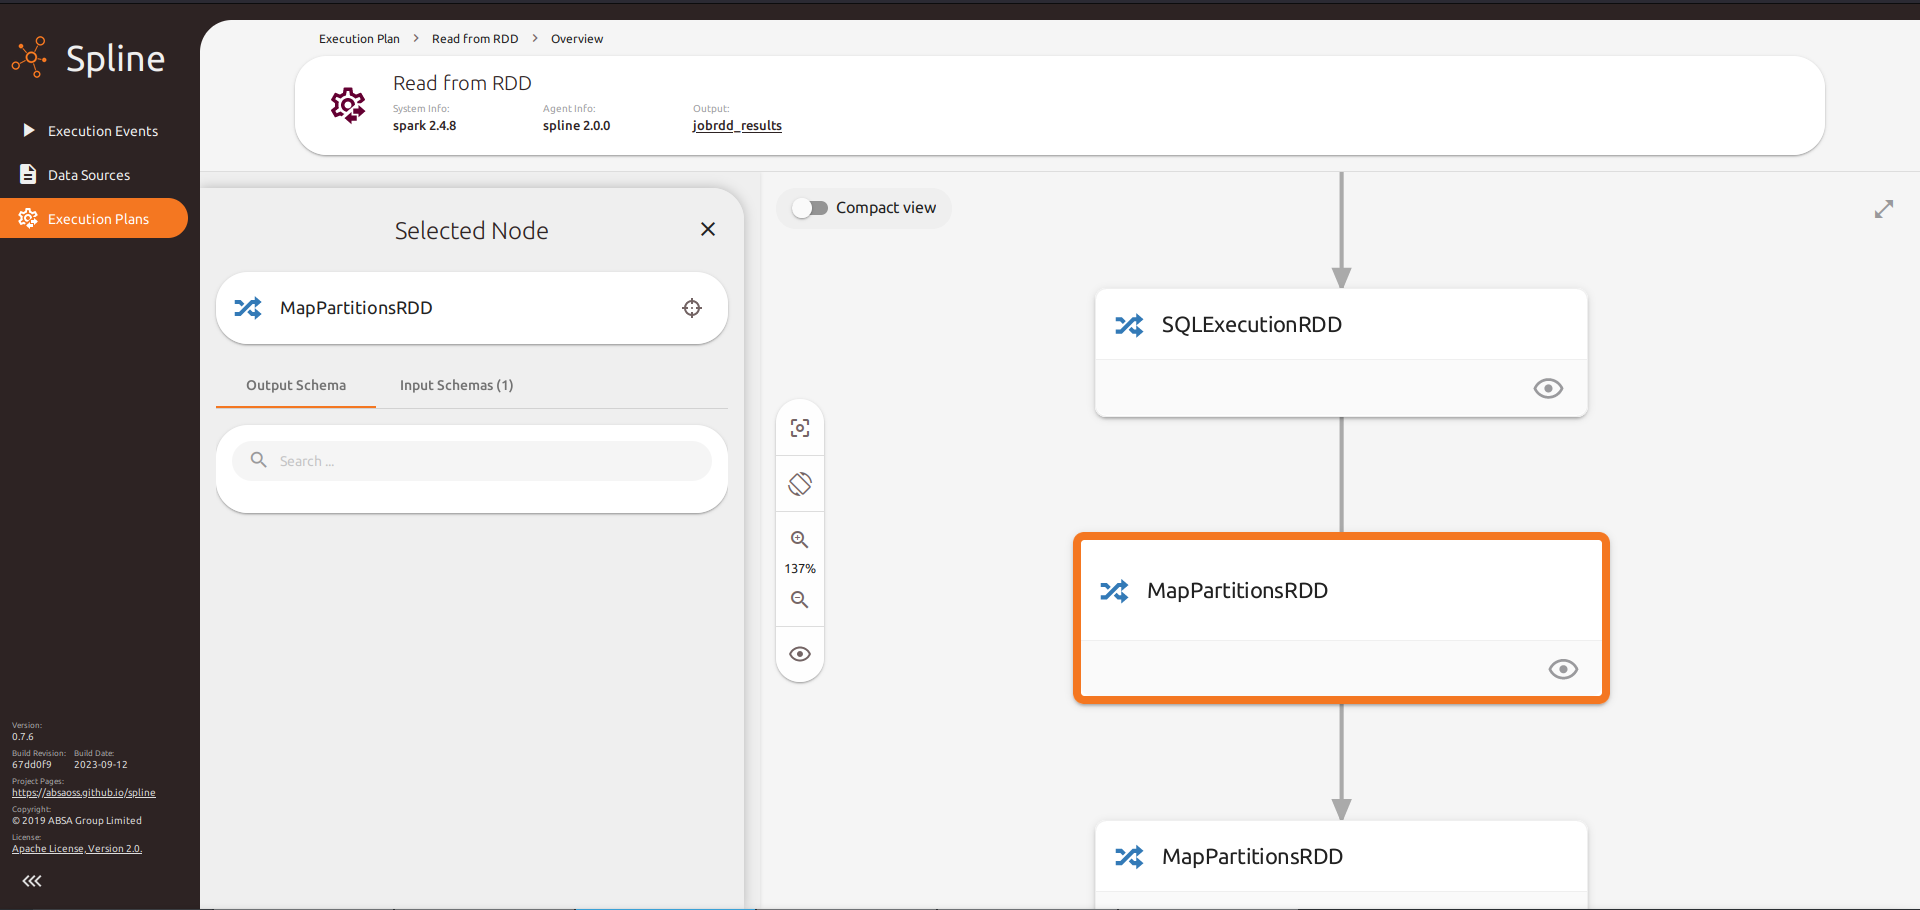 Spline
Execution Events
Data Sources
Execution Plans
Version:
0.7.6
Build Revision: Build Date:
67dd0f9 2023-09-12
Project Pages:
https://absaoss.github.io/spline
Copyright:
© 2019 ABSA Group Limited
License:
Apache License, Version 2.0.
Execution Plan > Read from RDD > Overview
Read from RDD
System Info: Agent Info: Output:
spark 2.4.8 spline 2.0.0 jobrdd_results
Selected Node
MapPartitionsRDD
Output Schema Input Schemas (1)
Search ...
Compact view
137%
SQLExecutionRDD
MapPartitionsRDD
MapPartitionsRDD